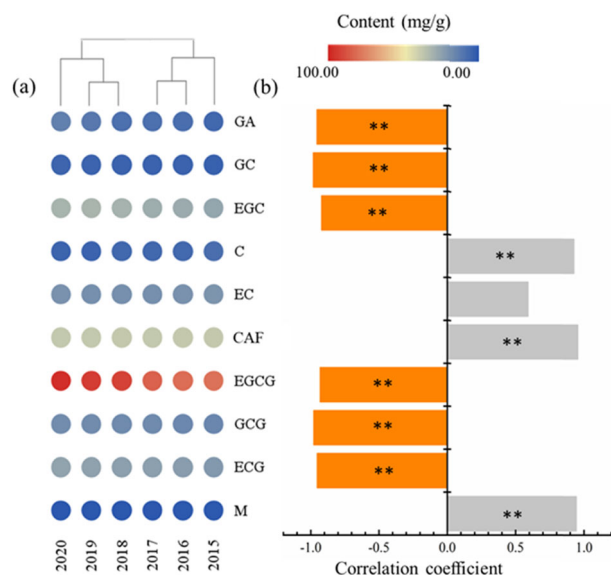 Content (mg/g)
100.00
0.00
(a)
(b)
GA
**
GC
**
EGC
**
C
**
EC
CAF
**
EGCG
**
GCG
**
ECG
**
M
**
2020 2019 2018 2017 2016 2015
-1.0 -0.5 0.0 0.5 1.0
Correlation coefficient